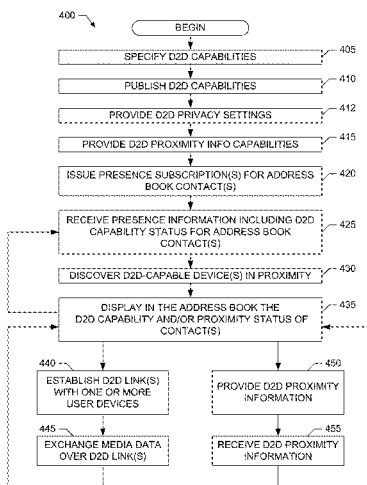 400
BEGIN
SPECIFY D2D CAPABILITIES
405
PUBLISH D2D CAPABILITIES
410
PROVIDE D2D PRIVACY SETTINGS
412
PROVIDE D2D PROXIMITY INFO CAPABILITIES
415
ISSUE PRESENCE SUBSCRIPTION(S) FOR ADDRESS
BOOK CONTACT(S)
420
RECEIVE PRESENCE INFORMATION INCLUDING D2D
CAPABILITY STATUS FOR ADDRESS BOOK
CONTACT(S)
425
DISCOVER D2D-CAPABLE DEVICE(S) IN PROXIMITY
430
DISPLAY IN THE ADDRESS BOOK THE
D2D CAPABILITY AND/OR PROXIMITY STATUS OF
CONTACT(S)
435
440
ESTABLISH D2D LINK(S)
WITH ONE OR MORE
USER DEVICES
445
EXCHANGE MEDIA DATA
OVER D2D LINK(S)
450
PROVIDE D2D PROXIMITY
INFORMATION
455
RECEIVE D2D PROXIMITY
INFORMATION